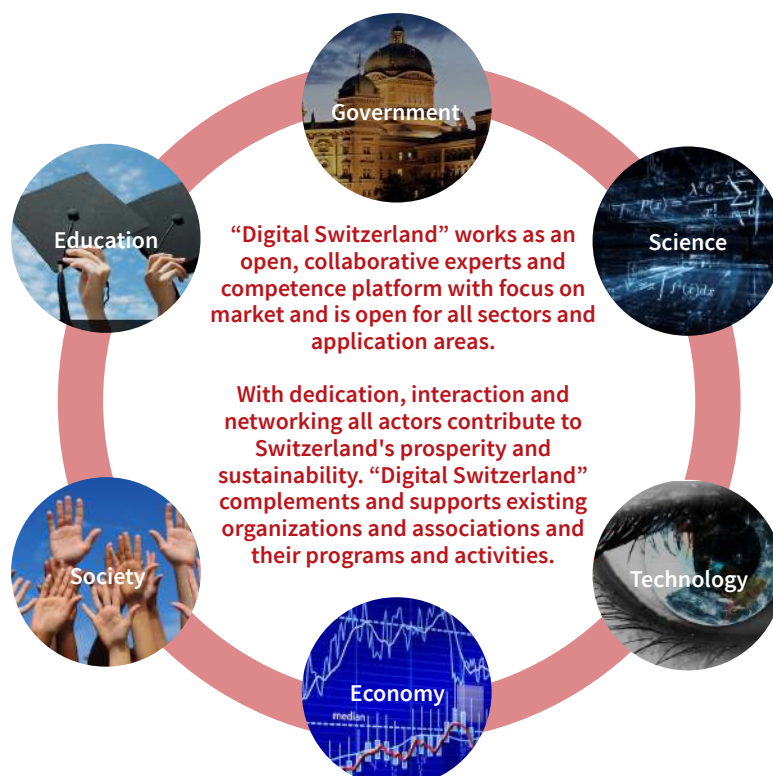 Government
Education
Science
“Digital Switzerland” works as an
open, collaborative experts and
competence platform with focus on
market and is open for all sectors and
application areas.
With dedication, interaction and
networking all actors contribute to
Switzerland's prosperity and
sustainability. “Digital Switzerland”
complements and supports existing
organizations and associations and
their programs and activities.
Society
Technology
Economy
median